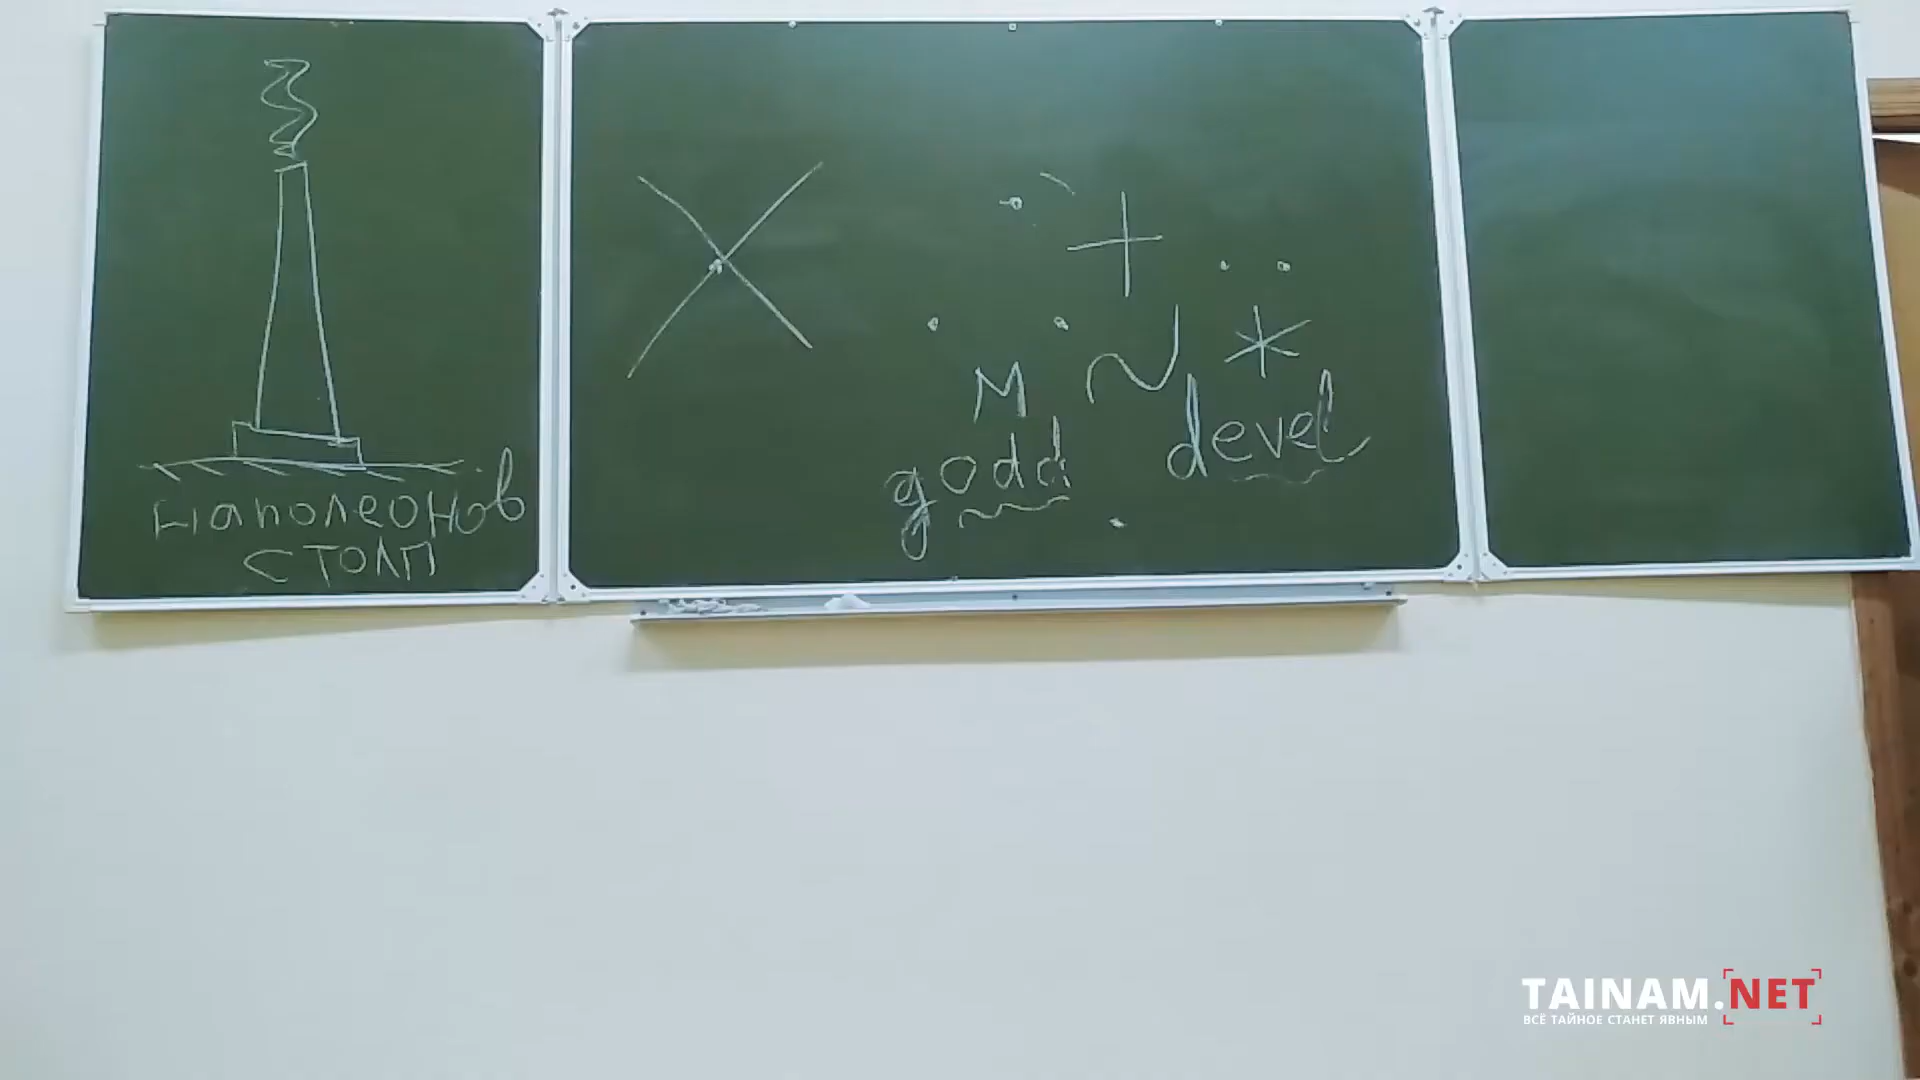 наполеонов
столп
м
godd
devel
TAINAM.NET
ВСЁ ТАЙНОЕ СТАНЕТ ЯВНЫМ